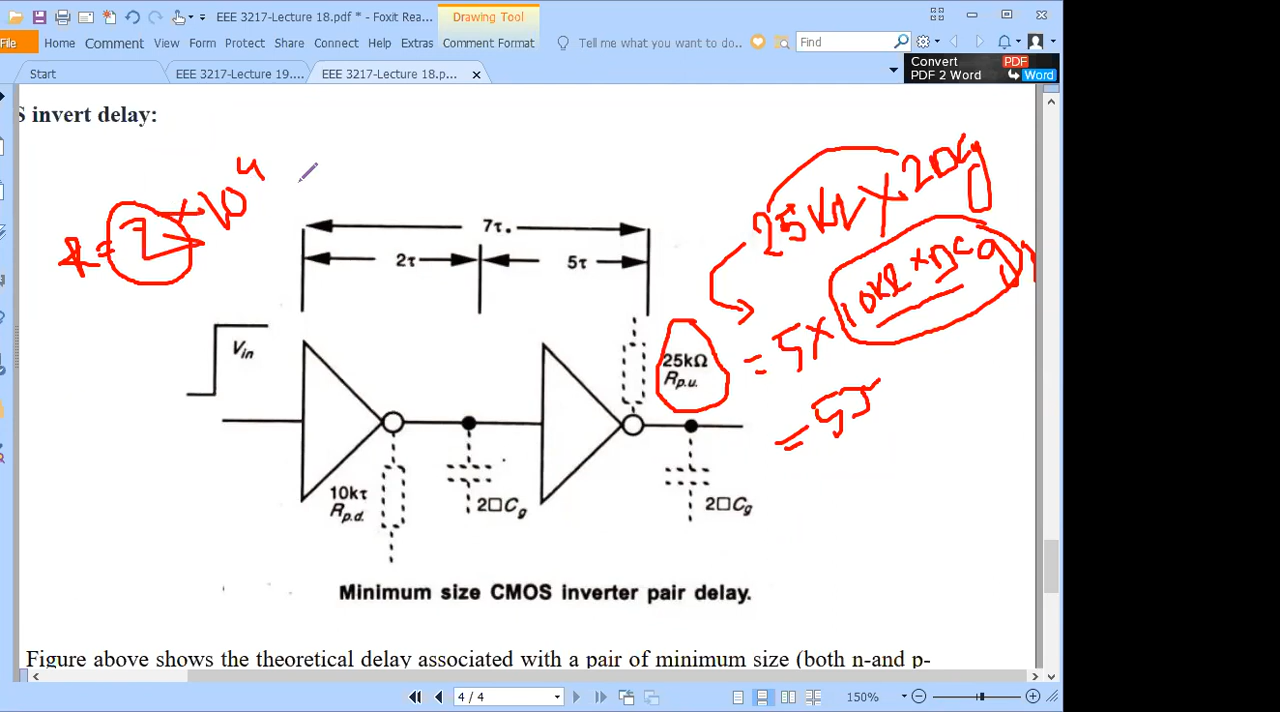 EEE 3217-Lecture 18.pdf * - Foxit Rea...
Drawing Tool
File
Home
Comment
View
Form
Protect
Share
Connect
Help
Extras
Comment Format
Tell me what you want to do..
Find
Start
EEE 3217-Lecture 19....
EEE 3217-Lecture 18.p...
Convert
PDF 2 Word
PDF
Word
S invert delay:
25kΩ × 2□Cg
= 5 × 10kΩ × □Cg
= 5τ
×10⁴
7τ.
2τ
5τ
Vin
25kΩ
Rp.u.
10kτ
Rp.d.
2□Cg
2□Cg
Minimum size CMOS inverter pair delay.
Figure above shows the theoretical delay associated with a pair of minimum size (both n-and p-
4 / 4
150%